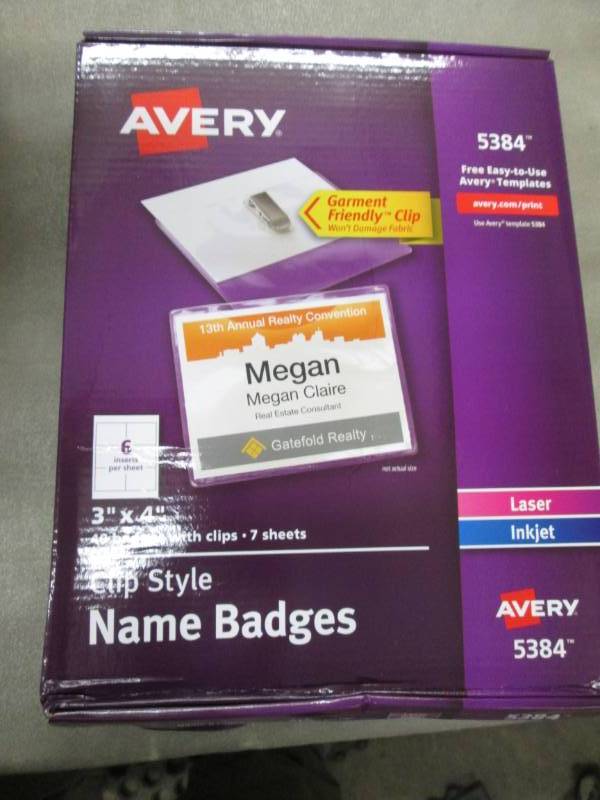 AVERY®
5384™
Free Easy-to-Use
Avery® Templates
avery.com/print
Use Avery® template 5384
Garment
Friendly™ Clip
Won't Damage Fabric
13th Annual Realty Convention
Megan
Megan Claire
Real Estate Consultant
Gatefold Realty
not actual size
6
inserts
per sheet
3" x 4"
with clips • 7 sheets
Clip Style
Name Badges
Laser
Inkjet
AVERY
5384™
5384